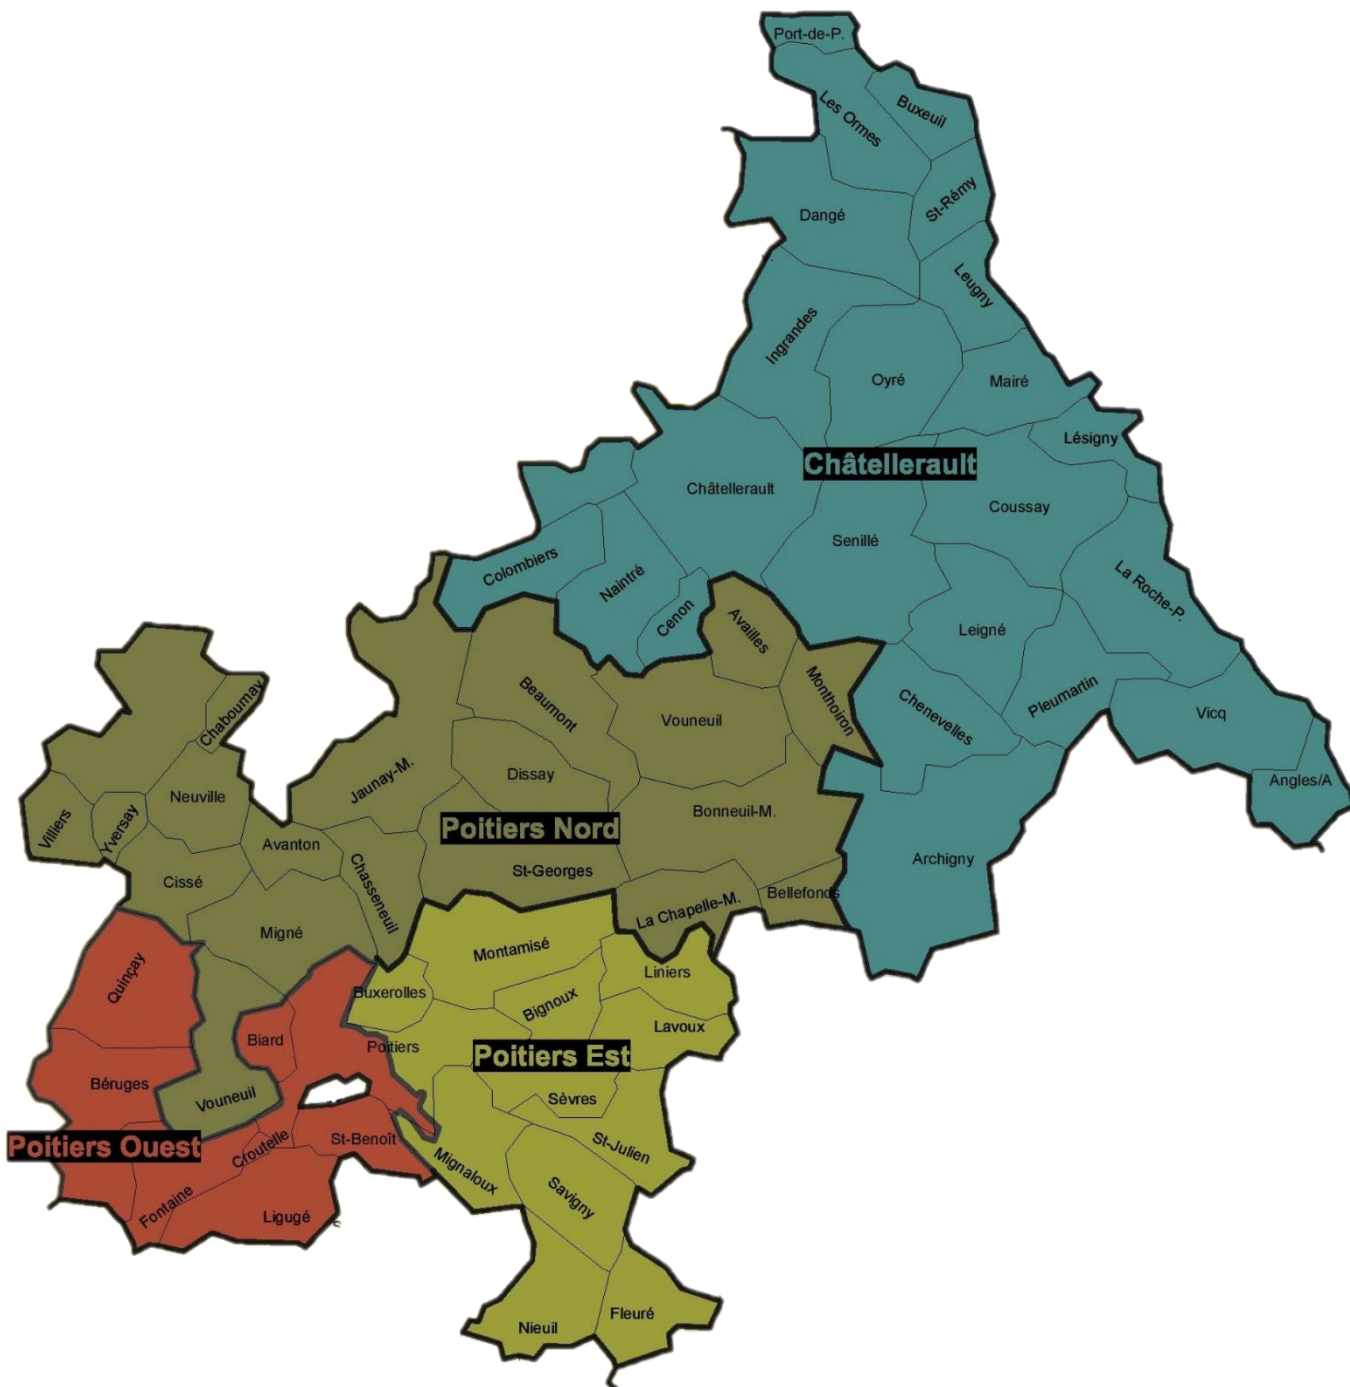 Port-de-P.
Buxeuil
Les Ormes
St-Rémy
Dangé
Leugny
Ingrandes
Oyré
Mairé
Lésigny
Châtellerault
Châtellerault
Coussay
Senillé
Colombiers
Naintré
Cenon
La Roche-P.
Leigné
Availles
Monthoiron
Chenevelles
Pleumartin
Vicq
Angles/A
Archigny
Chabournay
Beaumont
Vouneuil
Jaunay-M.
Dissay
Neuville
Villiers
Yversay
Poitiers Nord
Bonneuil-M.
Avanton
Cissé
Chasseneuil
St-Georges
La Chapelle-M.
Bellefonds
Migné
Quinçay
Montamisé
Liniers
Buxerolles
Bignoux
Lavoux
Biard
Poitiers
Poitiers Est
Béruges
Vouneuil
Sèvres
Poitiers Ouest
Croutelle
St-Benoît
St-Julien
Mignaloux
Savigny
Fontaine
Ligugé
Fleuré
Nieuil